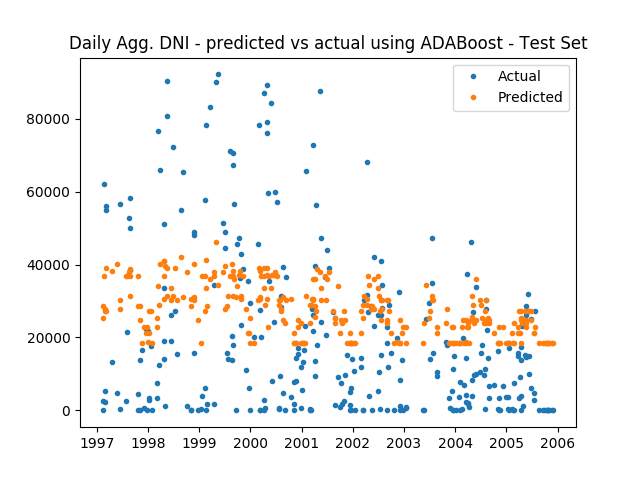 Daily Agg. DNI - predicted vs actual using ADABoost - Test Set
Actual
Predicted
80000
60000
40000
20000
0
1997 1998 1999 2000 2001 2002 2003 2004 2005 2006